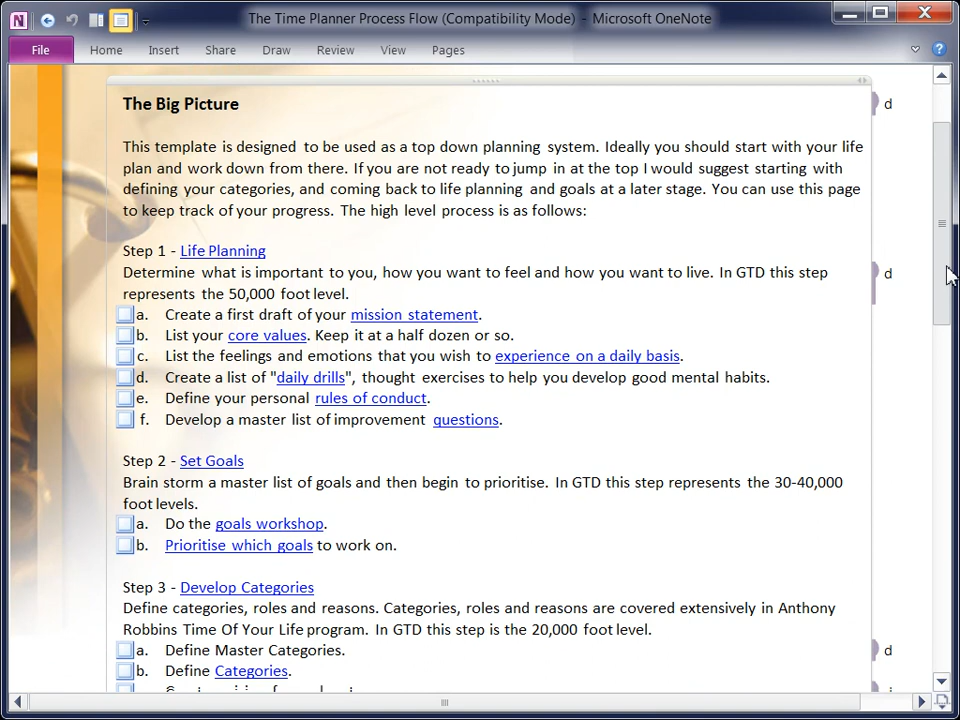 The Time Planner Process Flow (Compatibility Mode) - Microsoft OneNote
File Home Insert Share Draw Review View Pages
The Big Picture
This template is designed to be used as a top down planning system. Ideally you should start with your life
plan and work down from there. If you are not ready to jump in at the top I would suggest starting with
defining your categories, and coming back to life planning and goals at a later stage. You can use this page
to keep track of your progress. The high level process is as follows:
Step 1 - Life Planning
Determine what is important to you, how you want to feel and how you want to live. In GTD this step
represents the 50,000 foot level.
a. Create a first draft of your mission statement.
b. List your core values. Keep it at a half dozen or so.
c. List the feelings and emotions that you wish to experience on a daily basis.
d. Create a list of "daily drills", thought exercises to help you develop good mental habits.
e. Define your personal rules of conduct.
f. Develop a master list of improvement questions.
Step 2 - Set Goals
Brain storm a master list of goals and then begin to prioritise. In GTD this step represents the 30-40,000
foot levels.
a. Do the goals workshop.
b. Prioritise which goals to work on.
Step 3 - Develop Categories
Define categories, roles and reasons. Categories, roles and reasons are covered extensively in Anthony
Robbins Time Of Your Life program. In GTD this step is the 20,000 foot level.
a. Define Master Categories.
b. Define Categories.
d
d
d